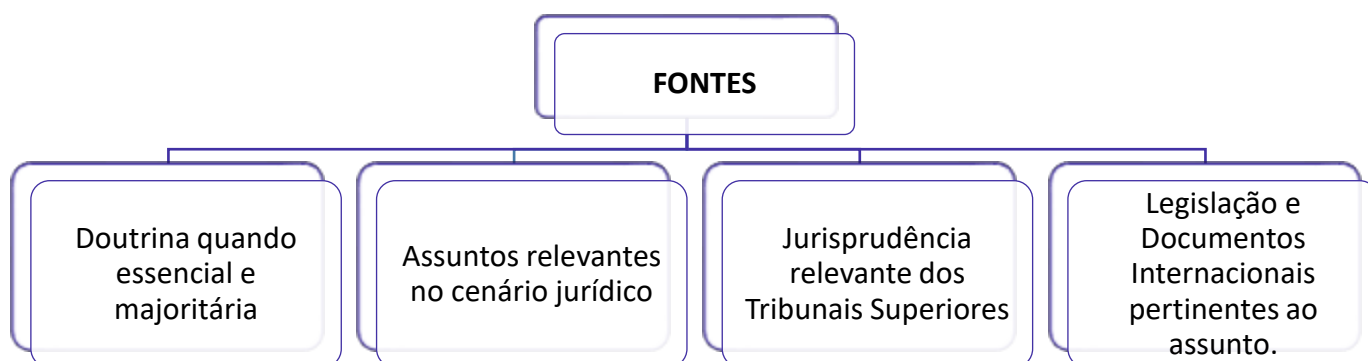 FONTES
Doutrina quando
essencial e
majoritária
Assuntos relevantes
no cenário jurídico
Jurisprudência
relevante dos
Tribunais Superiores
Legislação e
Documentos
Internacionais
pertinentes ao
assunto.